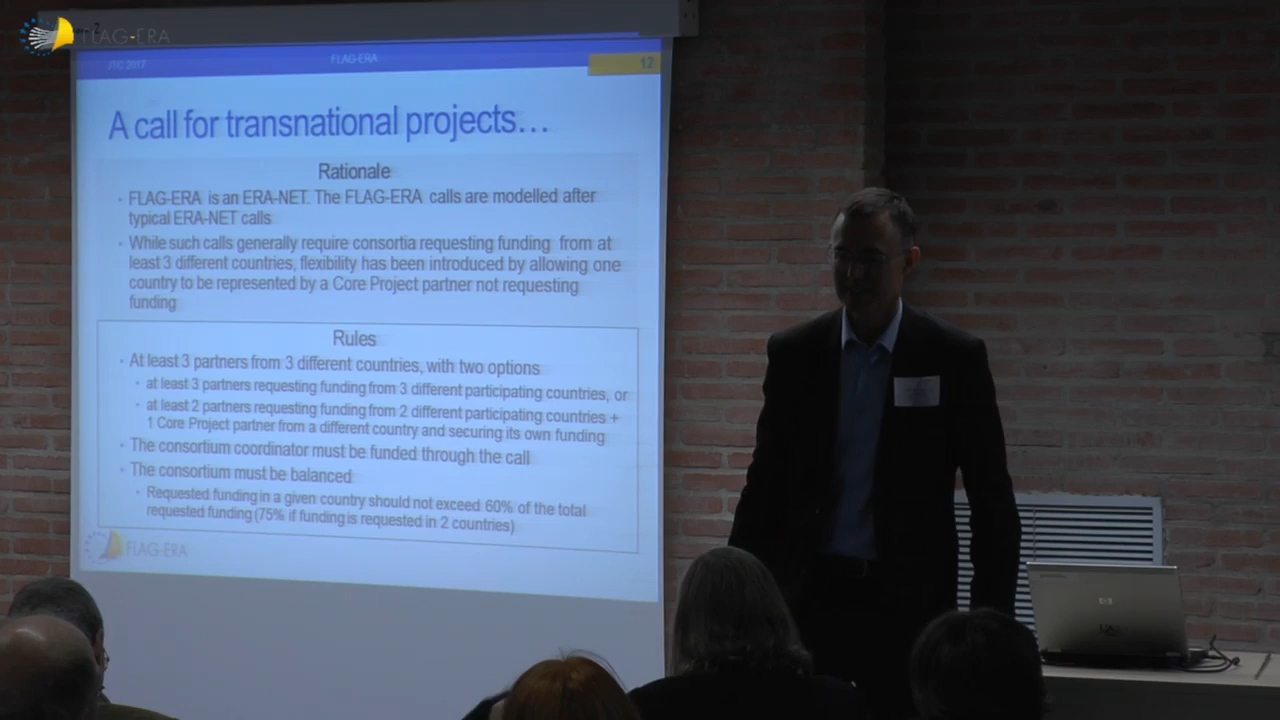 FLAG-ERA
JTC 2017
FLAG-ERA
12
A call for transnational projects…
Rationale
FLAG-ERA is an ERA-NET. The FLAG-ERA calls are modelled after
typical ERA-NET calls
While such calls generally require consortia requesting funding from at
least 3 different countries, flexibility has been introduced by allowing one
country to be represented by a Core Project partner not requesting
funding
Rules
At least 3 partners from 3 different countries, with two options
at least 3 partners requesting funding from 3 different participating countries, or
at least 2 partners requesting funding from 2 different participating countries +
1 Core Project partner from a different country and securing its own funding
The consortium coordinator must be funded through the call
The consortium must be balanced
Requested funding in a given country should not exceed 60% of the total
requested funding (75% if funding is requested in 2 countries)
FLAG-ERA
hp